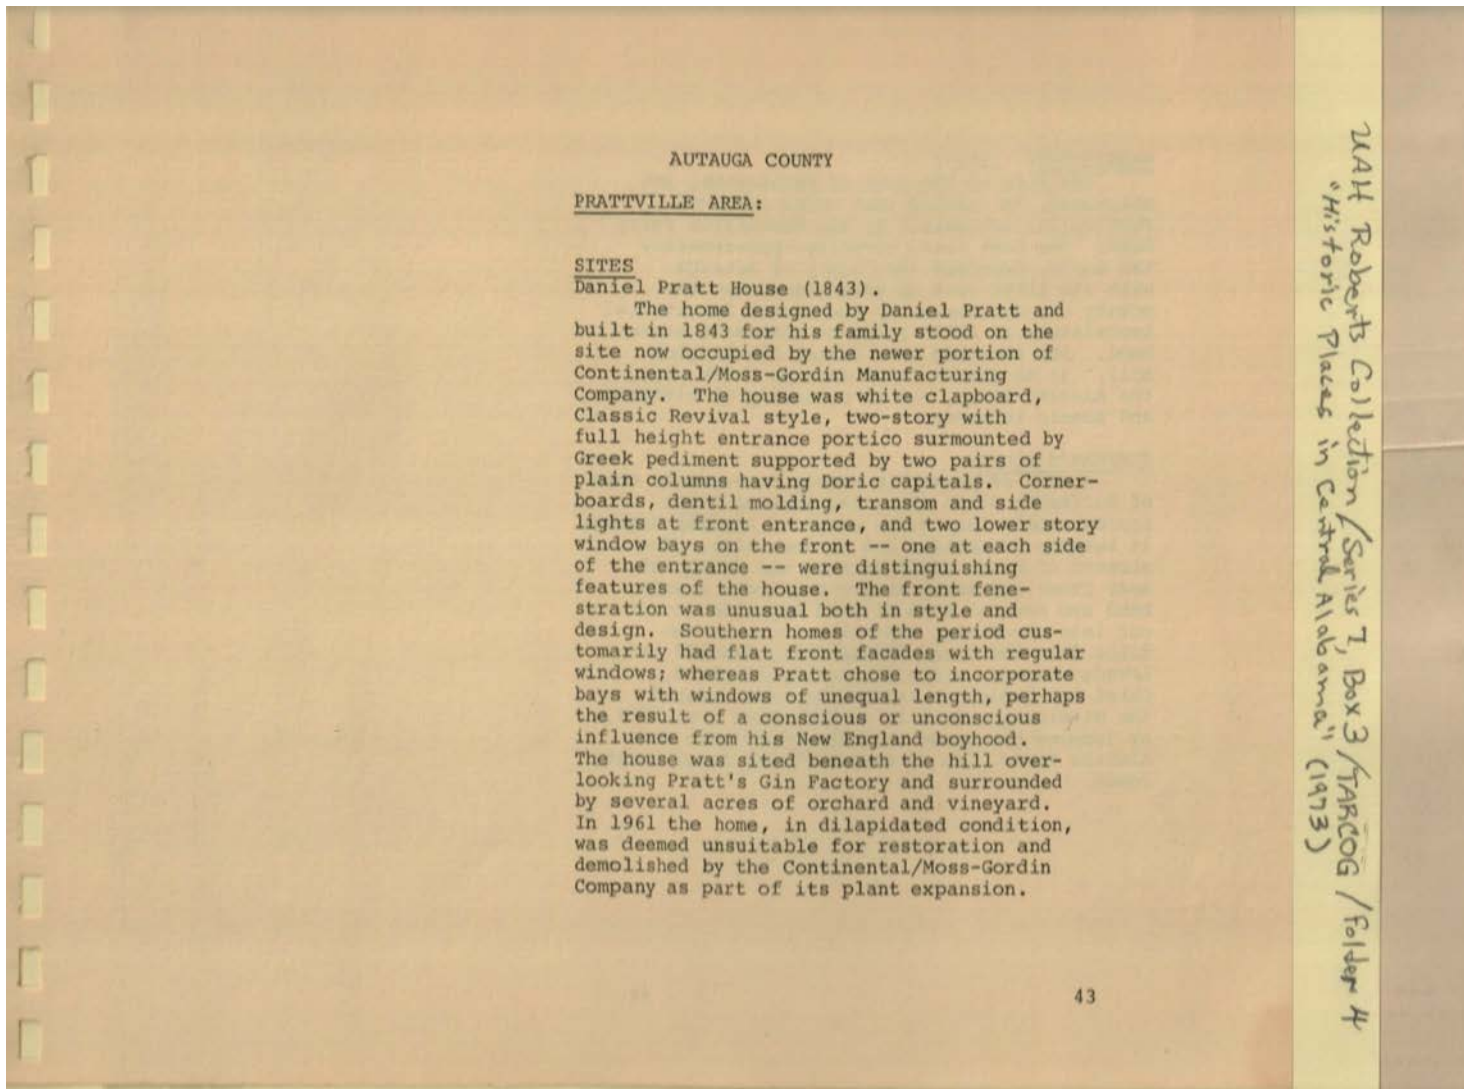 AUTAUGA COUNTY
PRATTVILLE AREA:
SITES
Daniel Pratt House (1843).
The home designed by Daniel Pratt and
built in 1843 for his family stood on the
site now occupied by the newer portion of
Continental/Moss-Gordin Manufacturing
Company. The house was white clapboard,
Classic Revival style, two-story with
full height entrance portico surmounted by
Greek pediment supported by two pairs of
plain columns having Doric capitals. Corner-
boards, dentil molding, transom and side
lights at front entrance, and two lower story
window bays on the front -- one at each side
of the entrance -- were distinguishing
features of the house. The front fene-
stration was unusual both in style and
design. Southern homes of the period cus-
tomarily had flat front facades with regular
windows; whereas Pratt chose to incorporate
bays with windows of unequal length, perhaps
the result of a conscious or unconscious
influence from his New England boyhood.
The house was sited beneath the hill over-
looking Pratt's Gin Factory and surrounded
by several acres of orchard and vineyard.
In 1961 the home, in dilapidated condition,
was deemed unsuitable for restoration and
demolished by the Continental/Moss-Gordin
Company as part of its plant expansion.
43
UAH Roberts Collection/Series 7, Box 3/TARCOG/Folder 4
"Historic Places in Central Alabama" (1973)